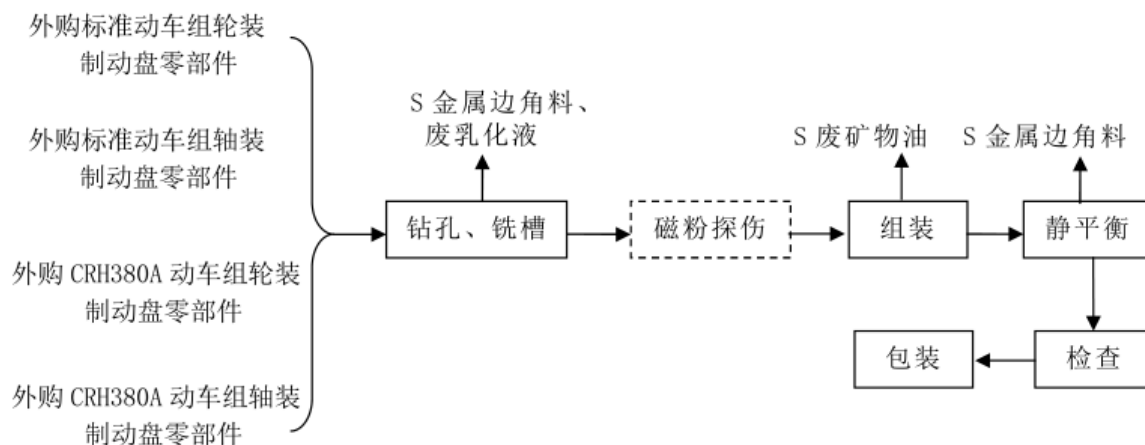 外购标准动车组轮装
制动盘零部件
外购标准动车组轴装
制动盘零部件
外购 CRH380A 动车组轮装
制动盘零部件
外购 CRH380A 动车组轴装
制动盘零部件
S 金属边角料、
废乳化液
钻孔、铣槽
磁粉探伤
S 废矿物油
组装
S 金属边角料
静平衡
检查
包装